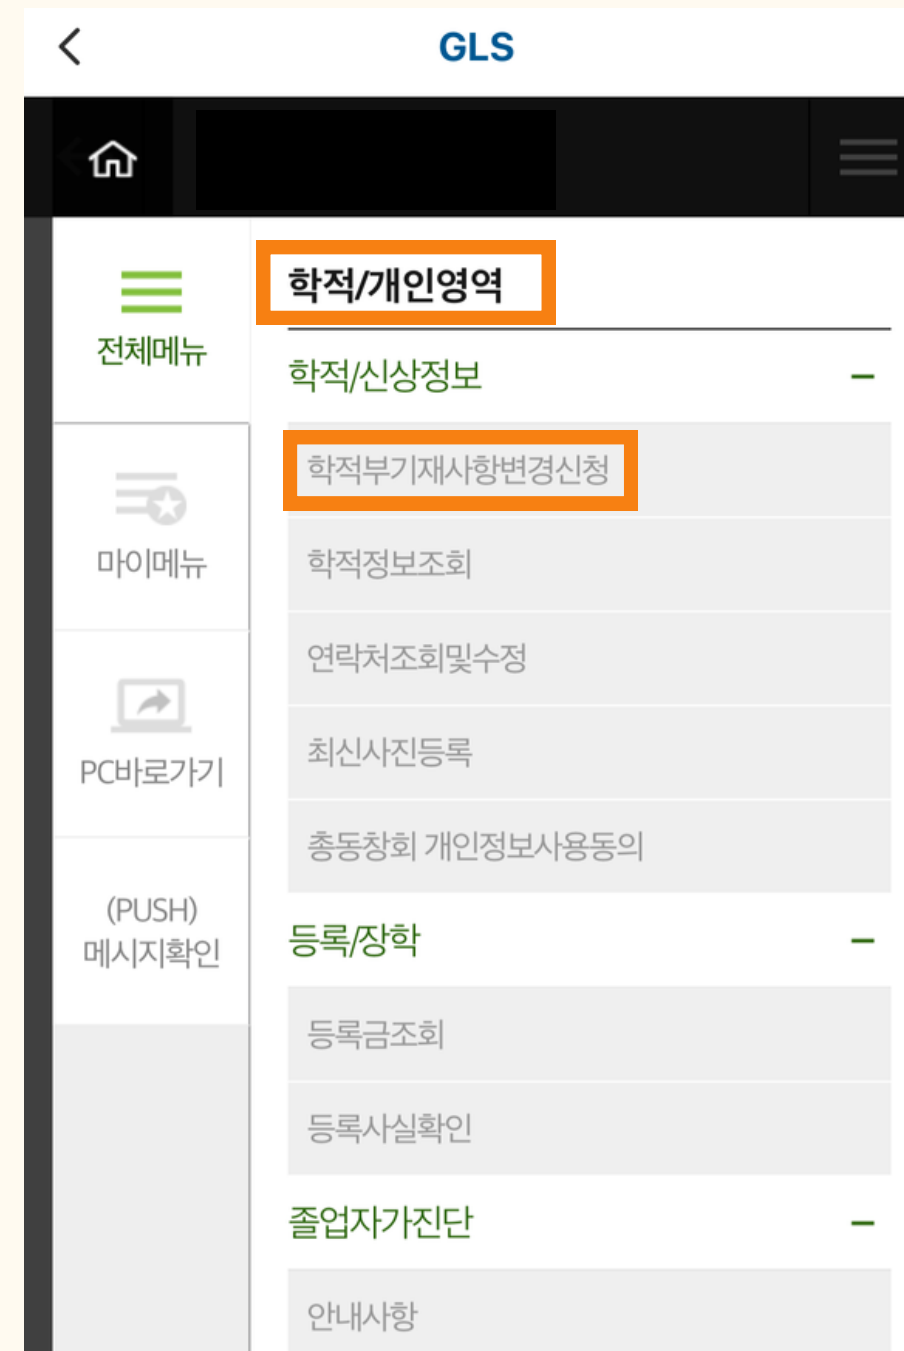 GLS
전체메뉴
마이메뉴
PC바로가기
(PUSH)
메시지확인
학적/개인영역
학적/신상정보
학적부기재사항변경신청
학적정보조회
연락처조회및수정
최신사진등록
총동창회 개인정보사용동의
등록/장학
등록금조회
등록사실확인
졸업자가진단
안내사항